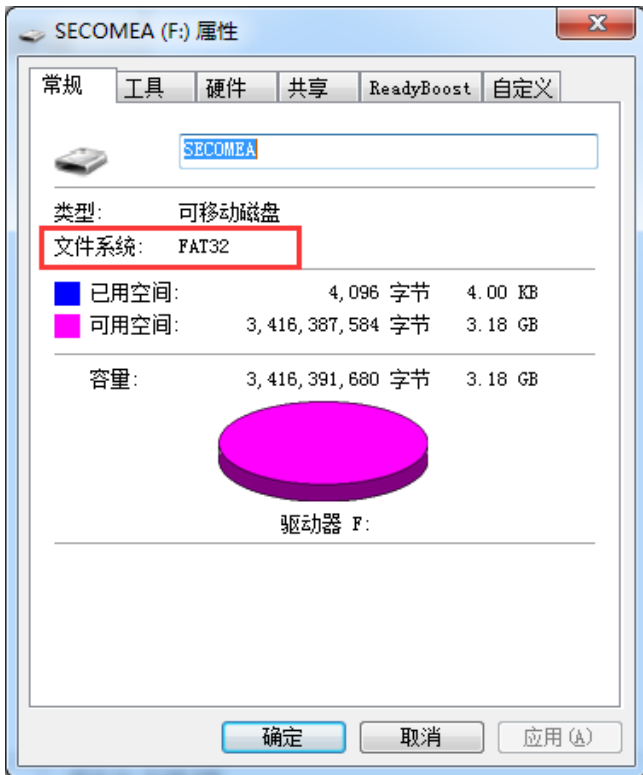 SECOMEA (F:) 属性
常规 工具 硬件 共享 ReadyBoost 自定义
SECOMEA
类型: 可移动磁盘
文件系统: FAT32
已用空间: 4,096 字节 4.00 KB
可用空间: 3,416,387,584 字节 3.18 GB
容量: 3,416,391,680 字节 3.18 GB
驱动器 F:
确定 取消 应用(A)